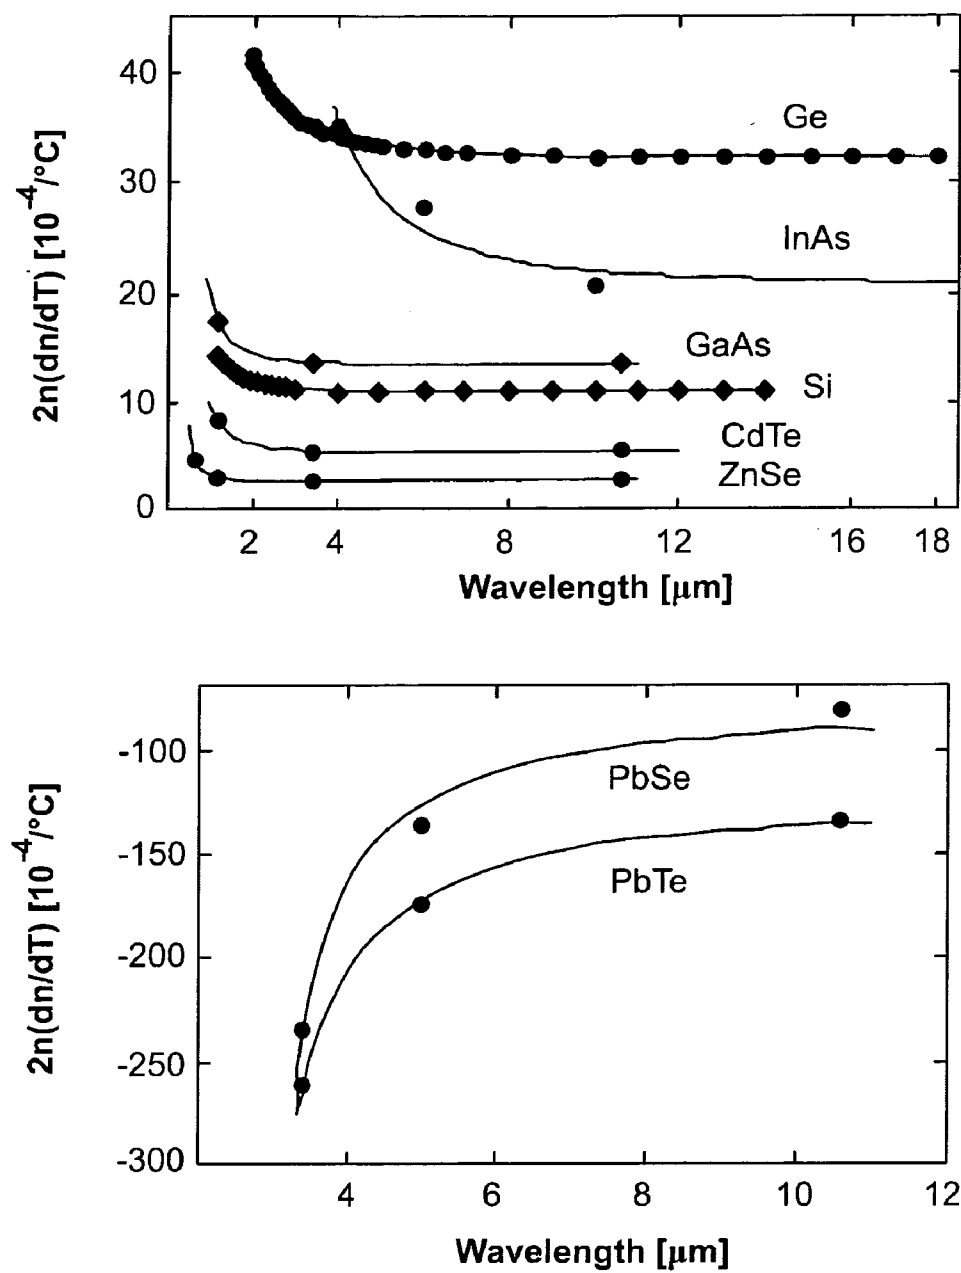 2n(dn/dT) [10⁻⁴/°C]
40
30
20
10
0
Ge
InAs
GaAs
Si
CdTe
ZnSe
2 4 8 12 16 18
Wavelength [μm]
2n(dn/dT) [10⁻⁴/°C]
-100
-150
-200
-250
-300
PbSe
PbTe
4 6 8 10 12
Wavelength [μm]